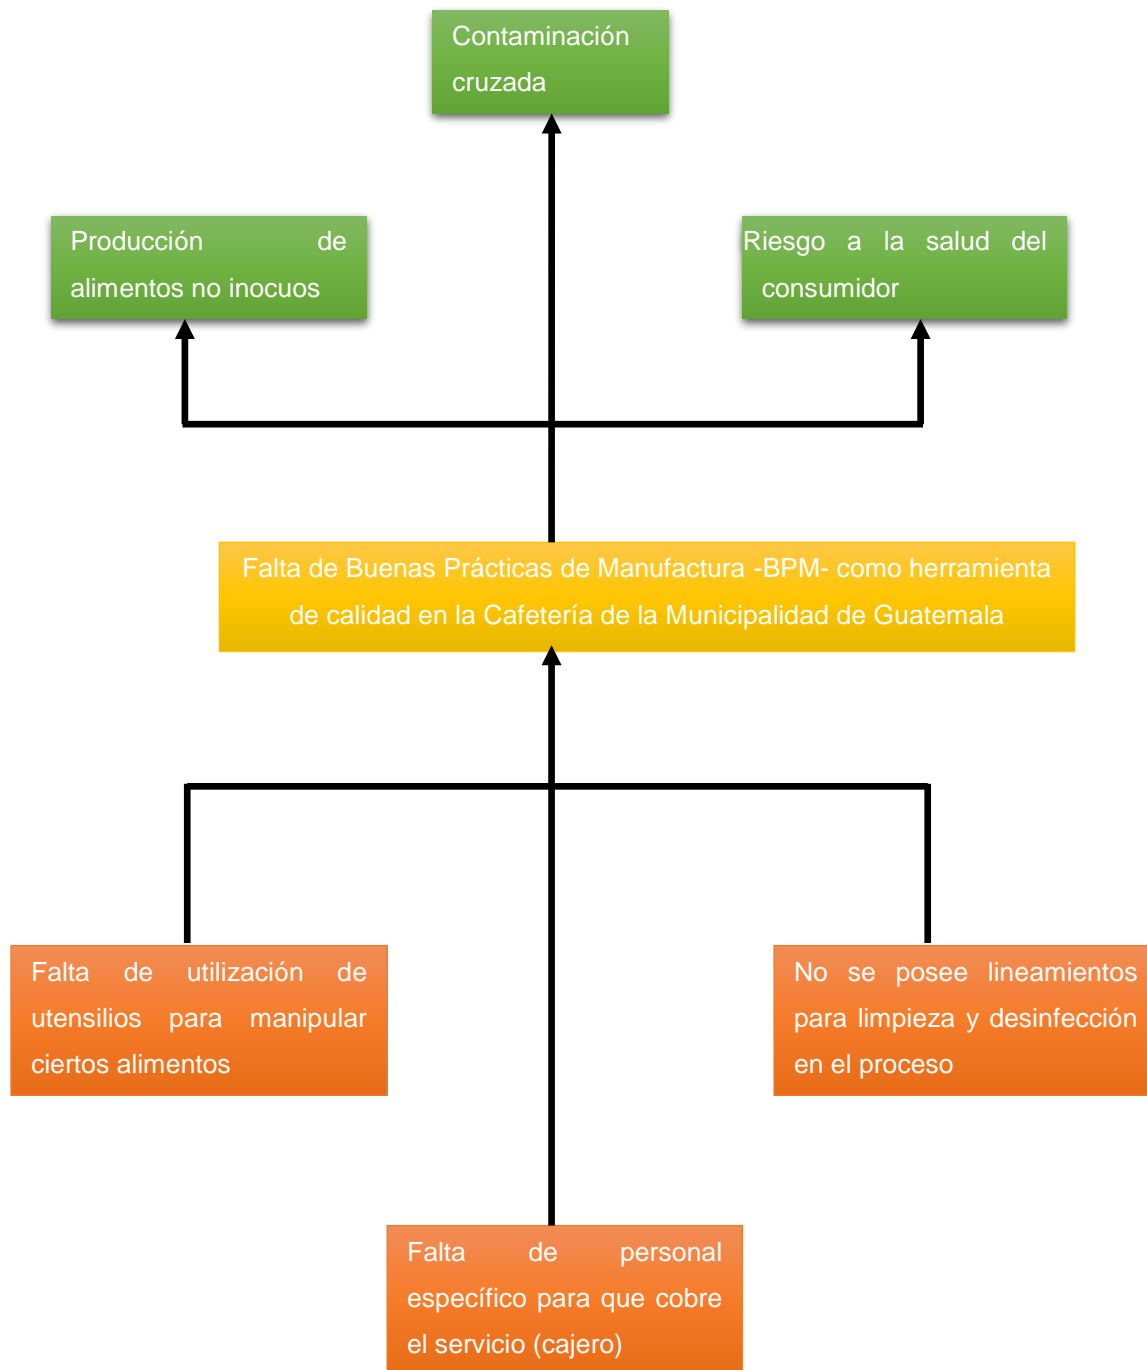 Contaminación
cruzada
Producción de
alimentos no inocuos
Riesgo a la salud del
consumidor
Falta de Buenas Prácticas de Manufactura -BPM- como herramienta
de calidad en la Cafetería de la Municipalidad de Guatemala
Falta de utilización de
utensilios para manipular
ciertos alimentos
No se posee lineamientos
para limpieza y desinfección
en el proceso
Falta de personal
específico para que cobre
el servicio (cajero)